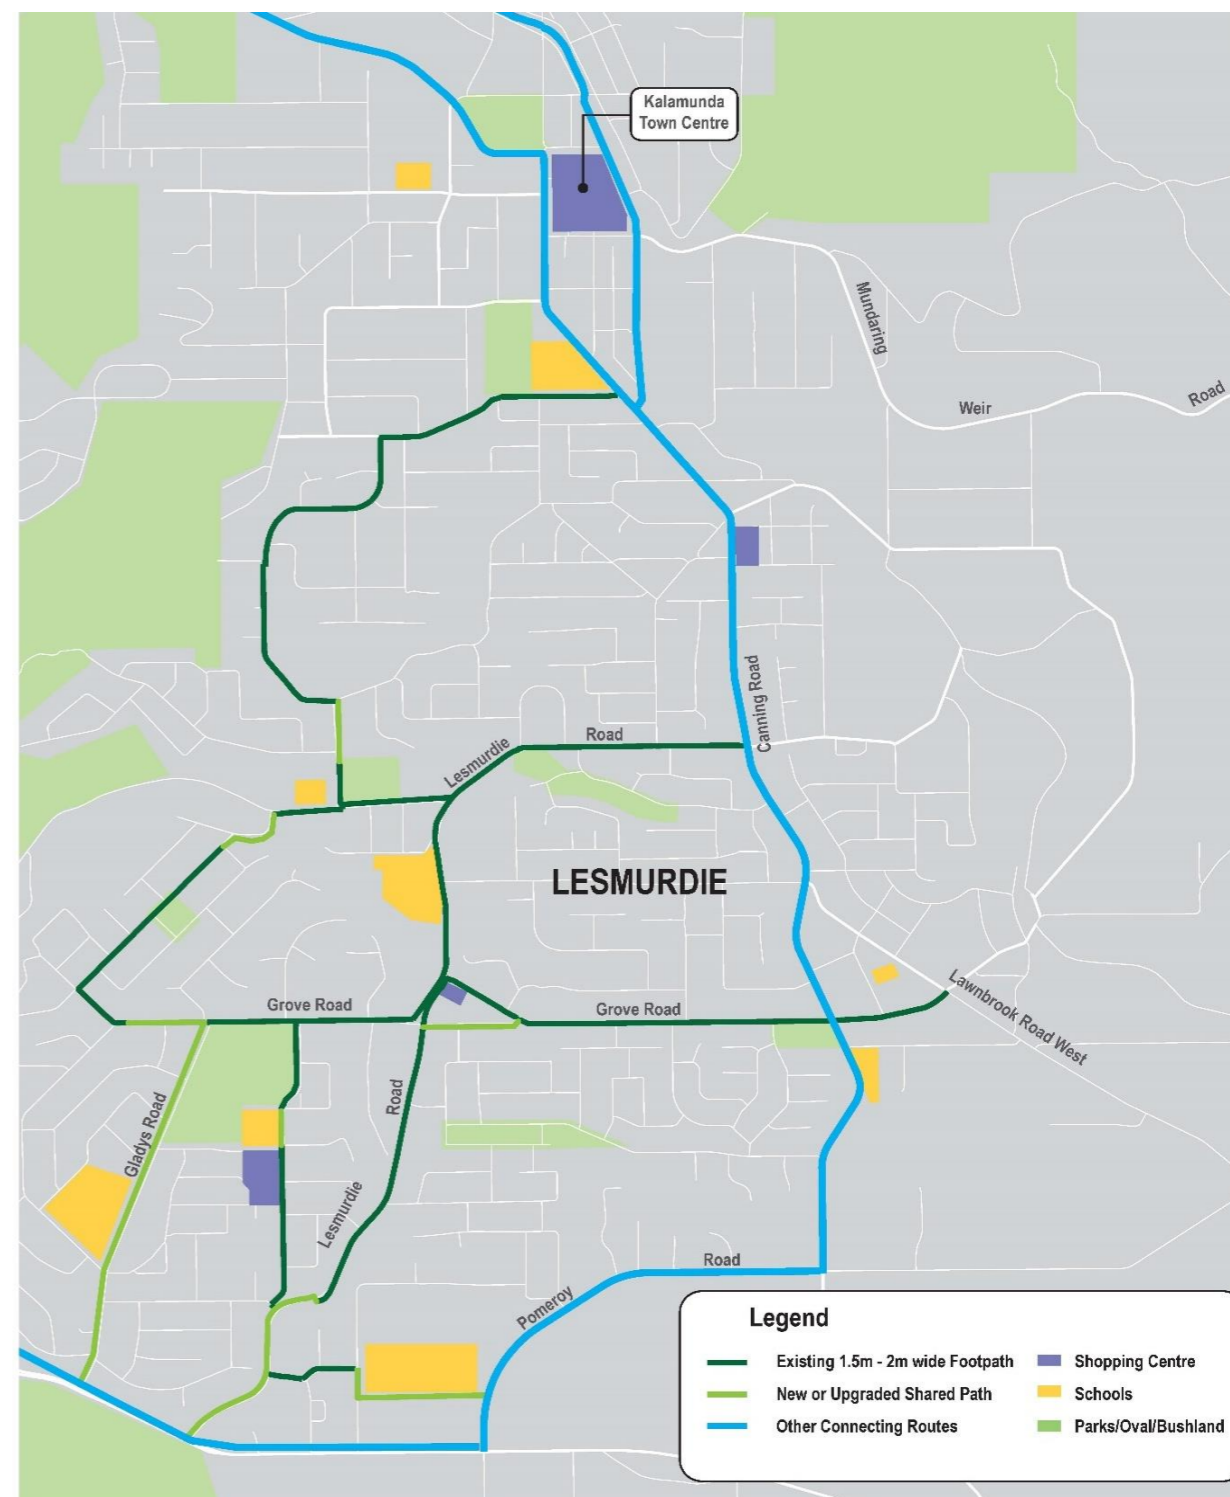 Kalamunda
Town Centre
Mundaring
Weir
Road
Canning Road
Lesmurdie
Road
LESMURDIE
Grove Road
Grove Road
Lawnbrook Road West
Gladys Road
Road
Lesmurdie
Pomeroy
Road
Legend
Existing 1.5m - 2m wide Footpath
Shopping Centre
New or Upgraded Shared Path
Schools
Other Connecting Routes
Parks/Oval/Bushland